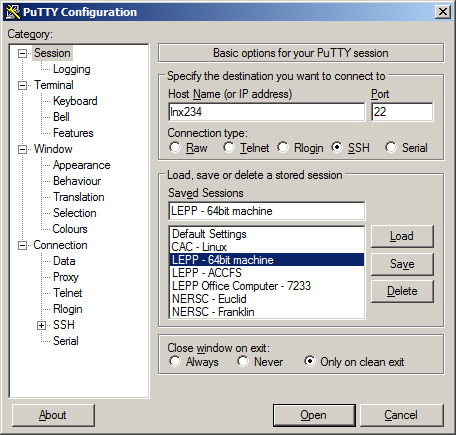 PuTTY Configuration
Category:
Session
Logging
Terminal
Keyboard
Bell
Features
Window
Appearance
Behaviour
Translation
Selection
Colours
Connection
Data
Proxy
Telnet
Rlogin
SSH
Serial
Basic options for your PuTTY session
Specify the destination you want to connect to
Host Name (or IP address) Port
lnx234 22
Connection type:
Raw Telnet Rlogin SSH Serial
Load, save or delete a stored session
Saved Sessions
LEPP - 64bit machine
Default Settings
CAC - Linux
LEPP - 64bit machine
LEPP - ACCFS
LEPP Office Computer - 7233
NERSC - Euclid
NERSC - Franklin
Load
Save
Delete
Close window on exit:
Always Never Only on clean exit
About Open Cancel